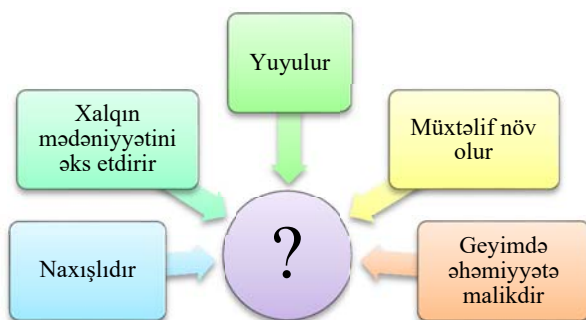 Yuyulur
Xalqın
mədəniyyətini
əks etdirir
Müxtəlif növ
olur
Naxışlıdır
?
Geyimdə
əhəmiyyətə
malikdir